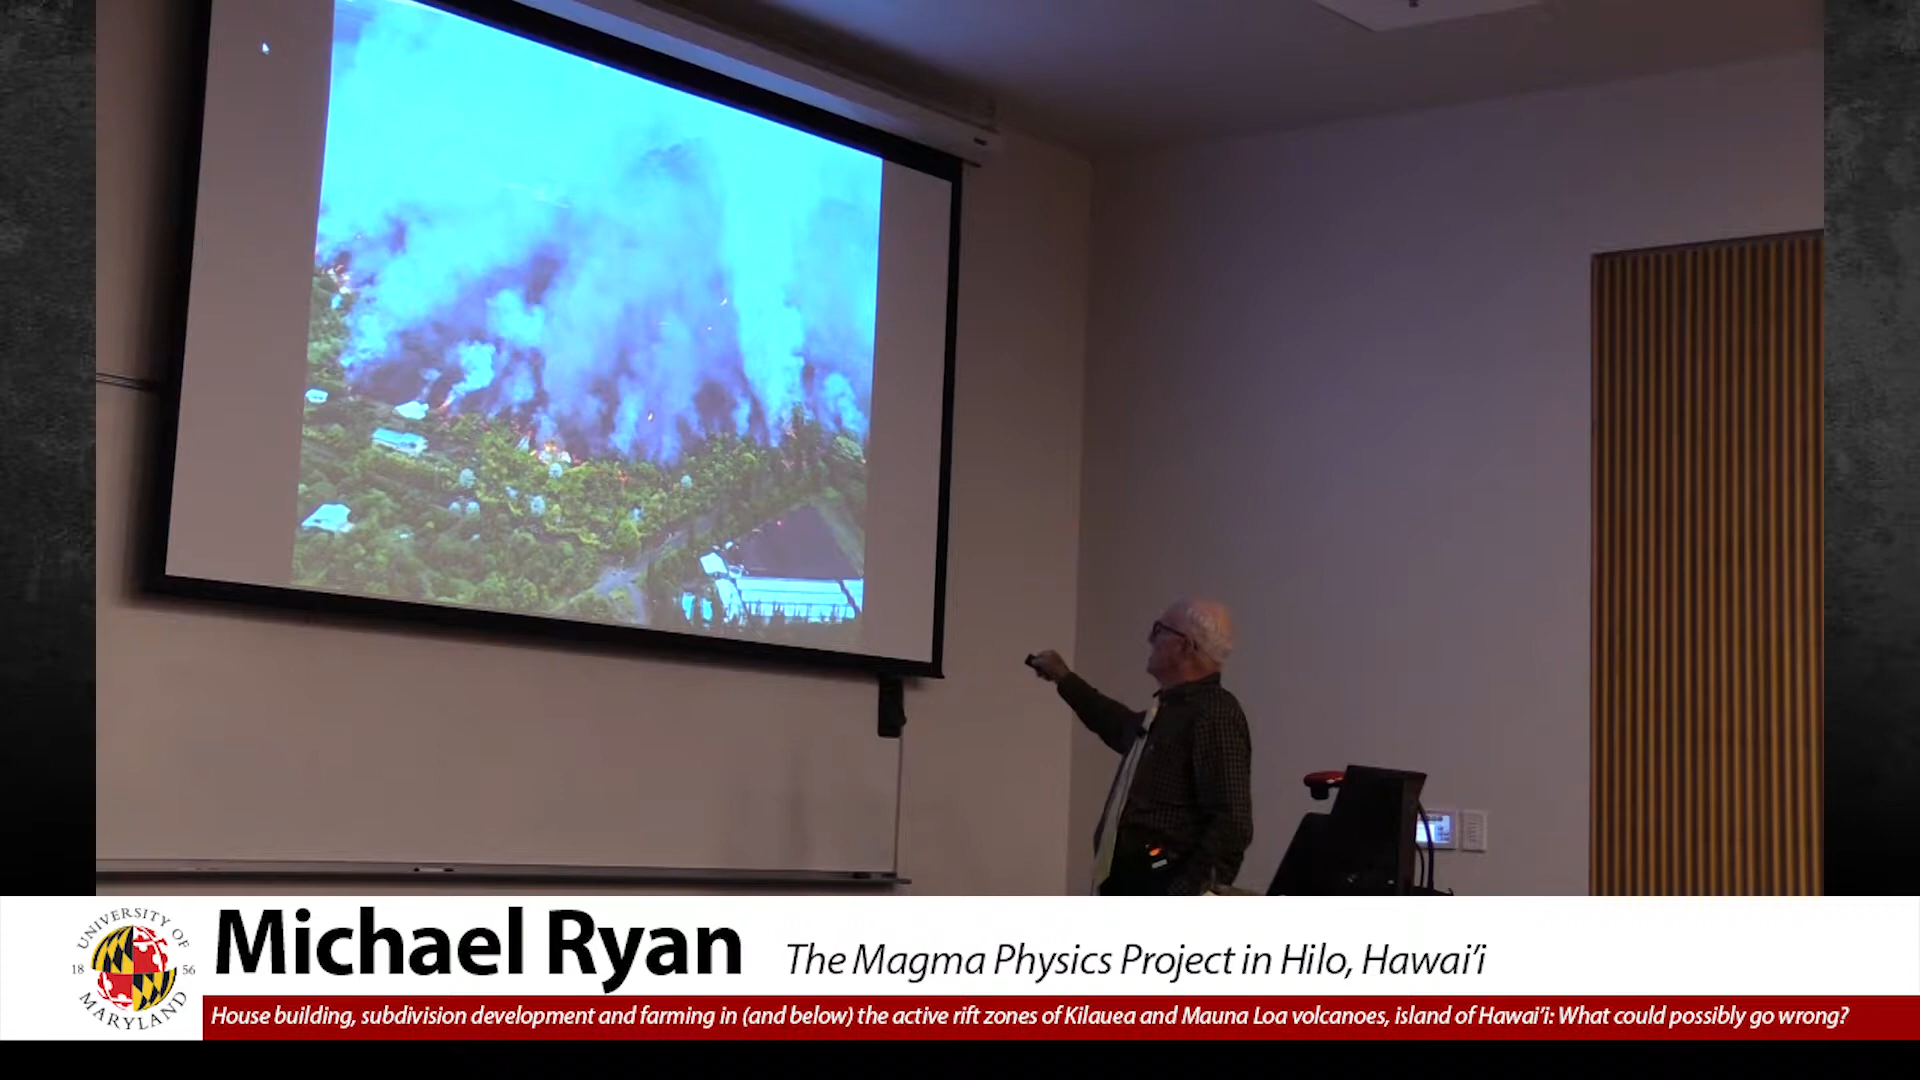 UNIVERSITY OF
18 56
MARYLAND
Michael Ryan
The Magma Physics Project in Hilo, Hawai‘i
House building, subdivision development and farming in (and below) the active rift zones of Kilauea and Mauna Loa volcanoes, island of Hawai‘i: What could possibly go wrong?